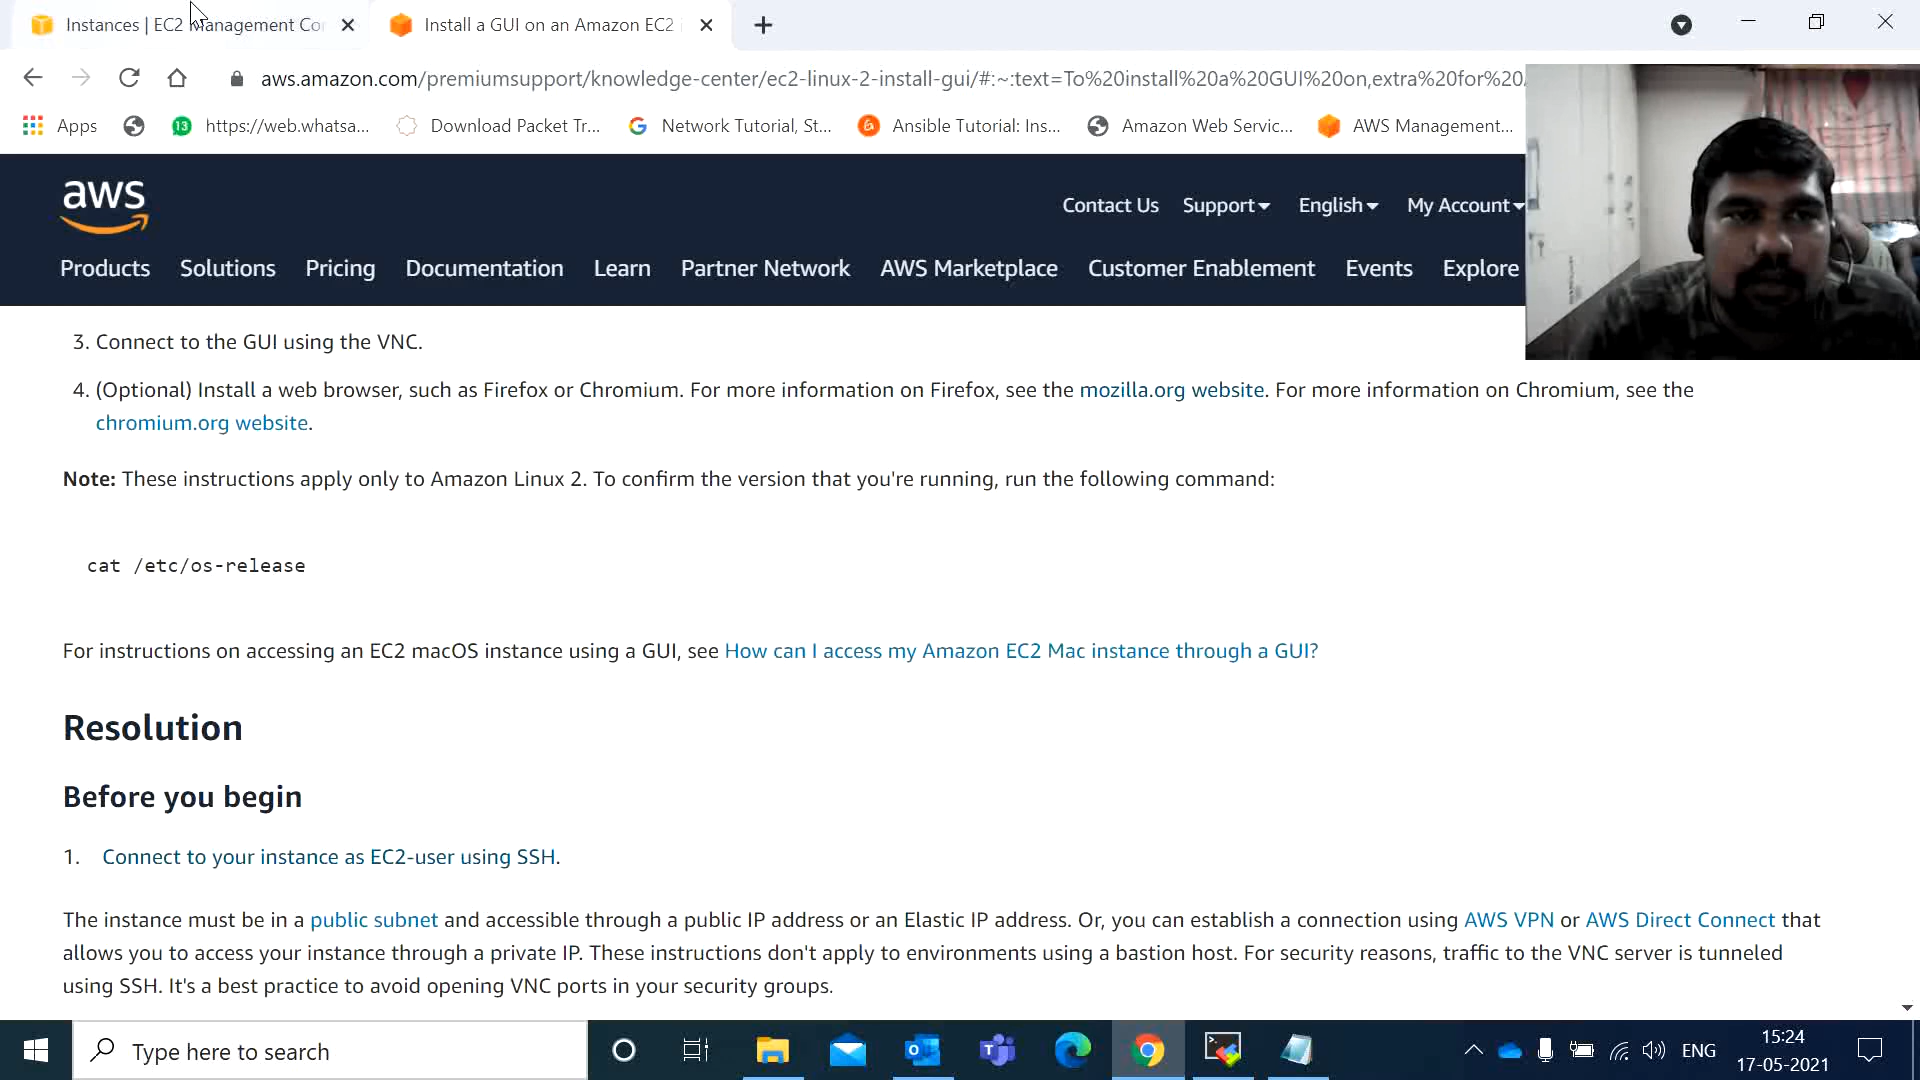 Instances | EC2 Management Co
Install a GUI on an Amazon EC2
aws.amazon.com/premiumsupport/knowledge-center/ec2-linux-2-install-gui/#:~:text=To%20install%20a%20GUI%20on,extra%20for%20
Apps
13
https://web.whatsa...
Download Packet Tr...
Network Tutorial, St...
Ansible Tutorial: Ins...
Amazon Web Servic...
AWS Management...
aws
Contact Us Support English My Account
Products Solutions Pricing Documentation Learn Partner Network AWS Marketplace Customer Enablement Events Explore
3. Connect to the GUI using the VNC.
4. (Optional) Install a web browser, such as Firefox or Chromium. For more information on Firefox, see the mozilla.org website. For more information on Chromium, see the
chromium.org website.
Note: These instructions apply only to Amazon Linux 2. To confirm the version that you're running, run the following command:
cat /etc/os-release
For instructions on accessing an EC2 macOS instance using a GUI, see How can I access my Amazon EC2 Mac instance through a GUI?
Resolution
Before you begin
1. Connect to your instance as EC2-user using SSH.
The instance must be in a public subnet and accessible through a public IP address or an Elastic IP address. Or, you can establish a connection using AWS VPN or AWS Direct Connect that
allows you to access your instance through a private IP. These instructions don't apply to environments using a bastion host. For security reasons, traffic to the VNC server is tunneled
using SSH. It's a best practice to avoid opening VNC ports in your security groups.
Type here to search
ENG
15:24
17-05-2021